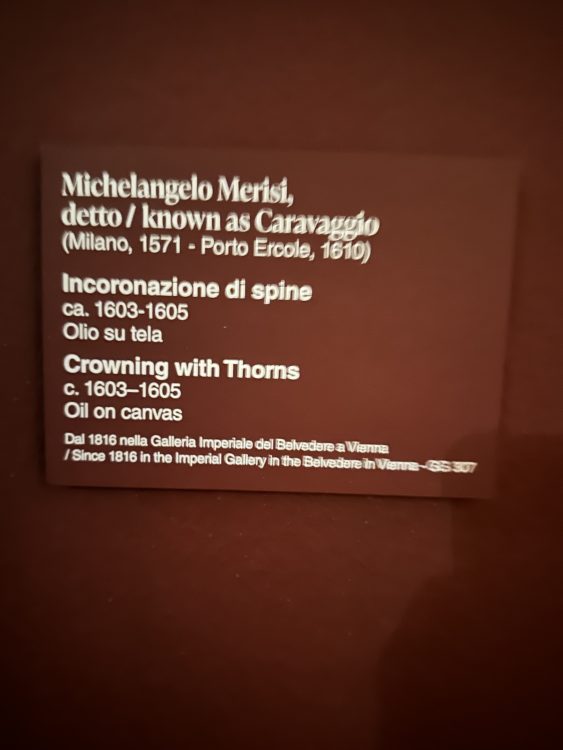 Michelangelo Merisi,
detto / known as Caravaggio
(Milano, 1571 - Porto Ercole, 1610)
Incoronazione di spine
ca. 1603-1605
Olio su tela
Crowning with Thorns
c. 1603–1605
Oil on canvas
Dal 1816 nella Galleria Imperiale del Belvedere a Vienna
/ Since 1816 in the Imperial Gallery in the Belvedere in Vienna - GG 307